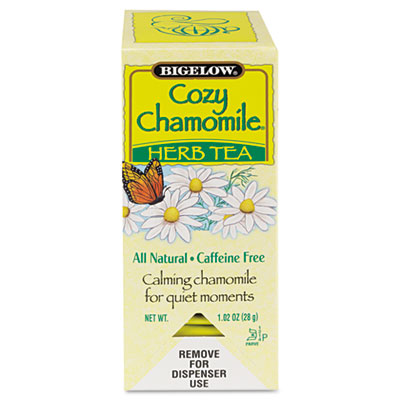 BIGELOW®
Cozy
Chamomile®
HERB TEA
All Natural • Caffeine Free
Calming chamomile
for quiet moments
NET WT. 1.02 OZ (28 g)
REMOVE
FOR
DISPENSER
USE